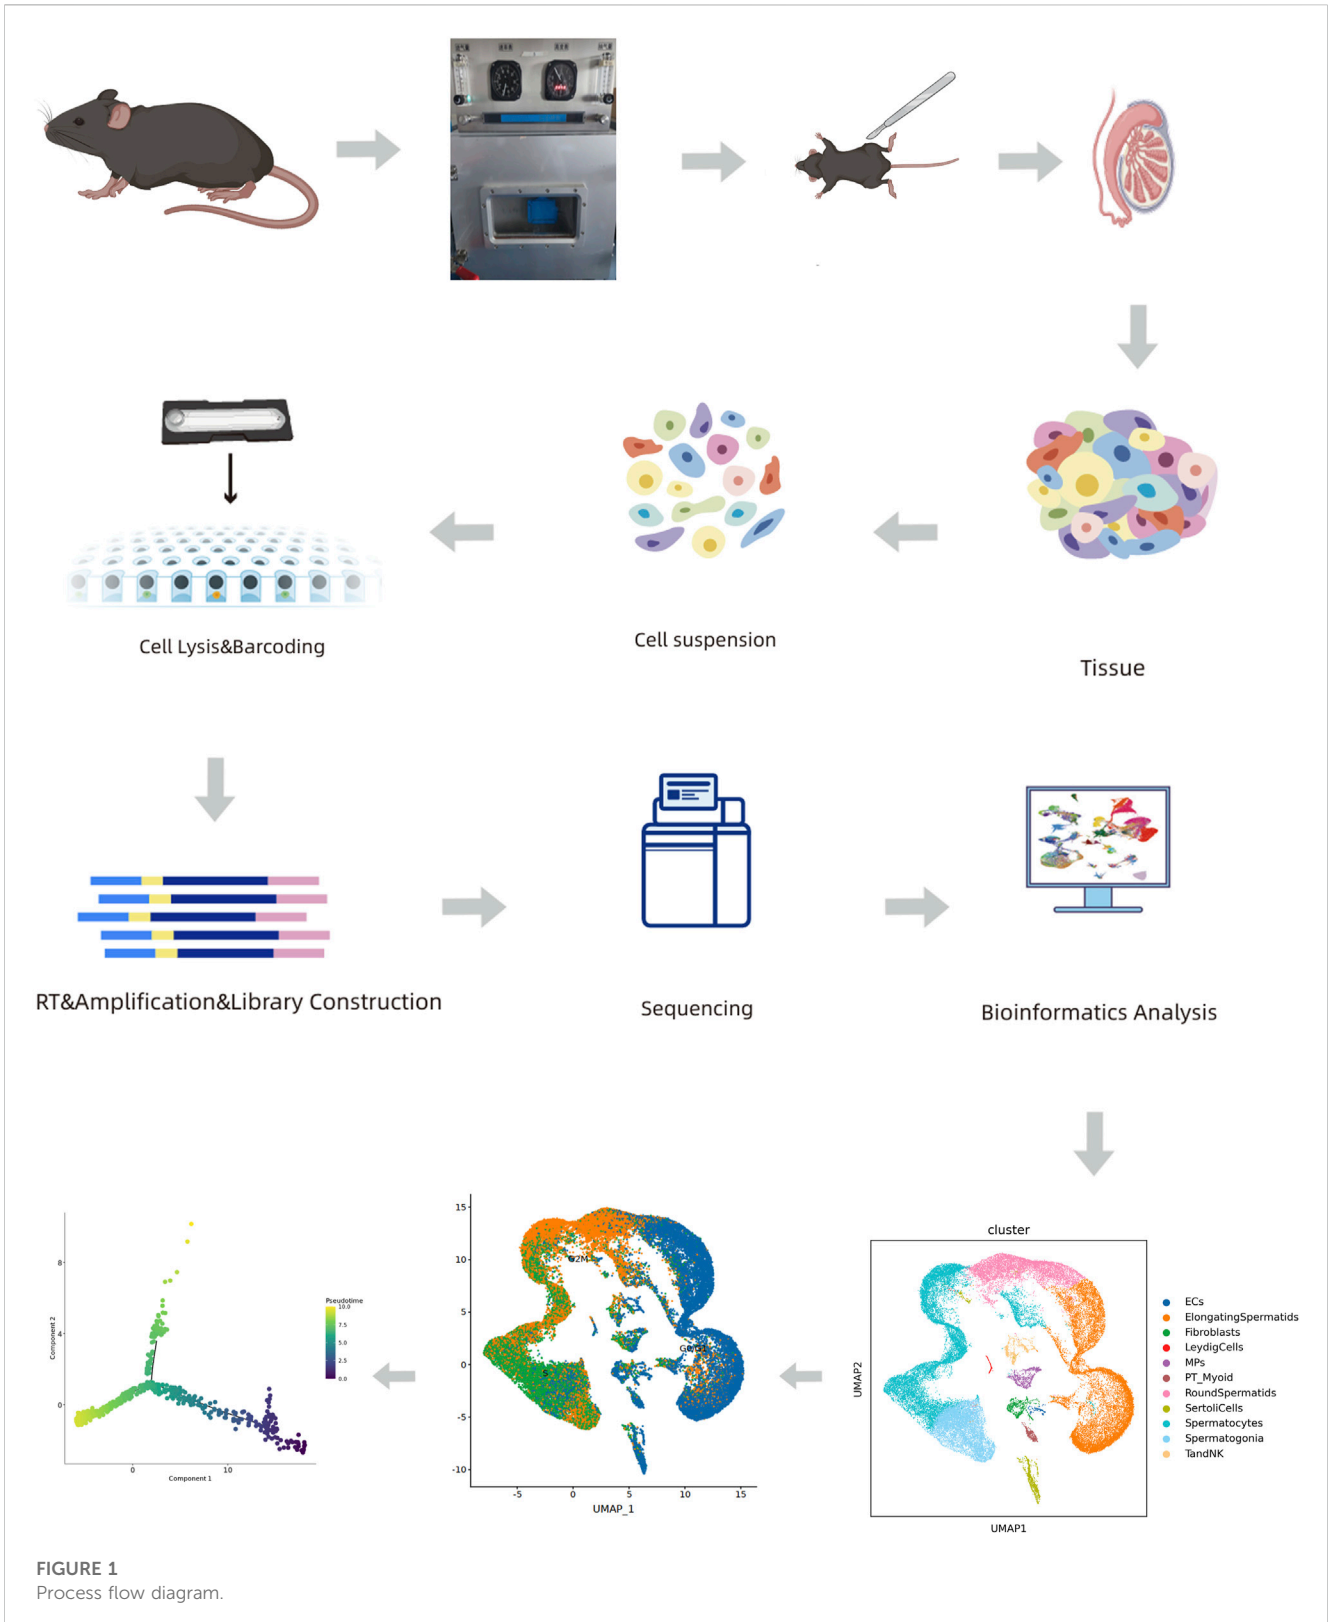 Tissue
Cell suspension
Cell Lysis&Barcoding
RT&Amplification&Library Construction
Sequencing
Bioinformatics Analysis
cluster
UMAP2
UMAP1
ECs
ElongatingSpermatids
Fibroblasts
LeydigCells
MPs
PT_Myoid
RoundSpermatids
SertoliCells
Spermatocytes
Spermatogonia
TandNK
15
10
5
0
-5
-10
-5
0
5
10
15
UMAP_1
G2M
G0/G1
S
8
4
0
0
10
Component 2
Component 1
Pseudotime
10.0
7.5
5.0
2.5
0.0
FIGURE 1
Process flow diagram.